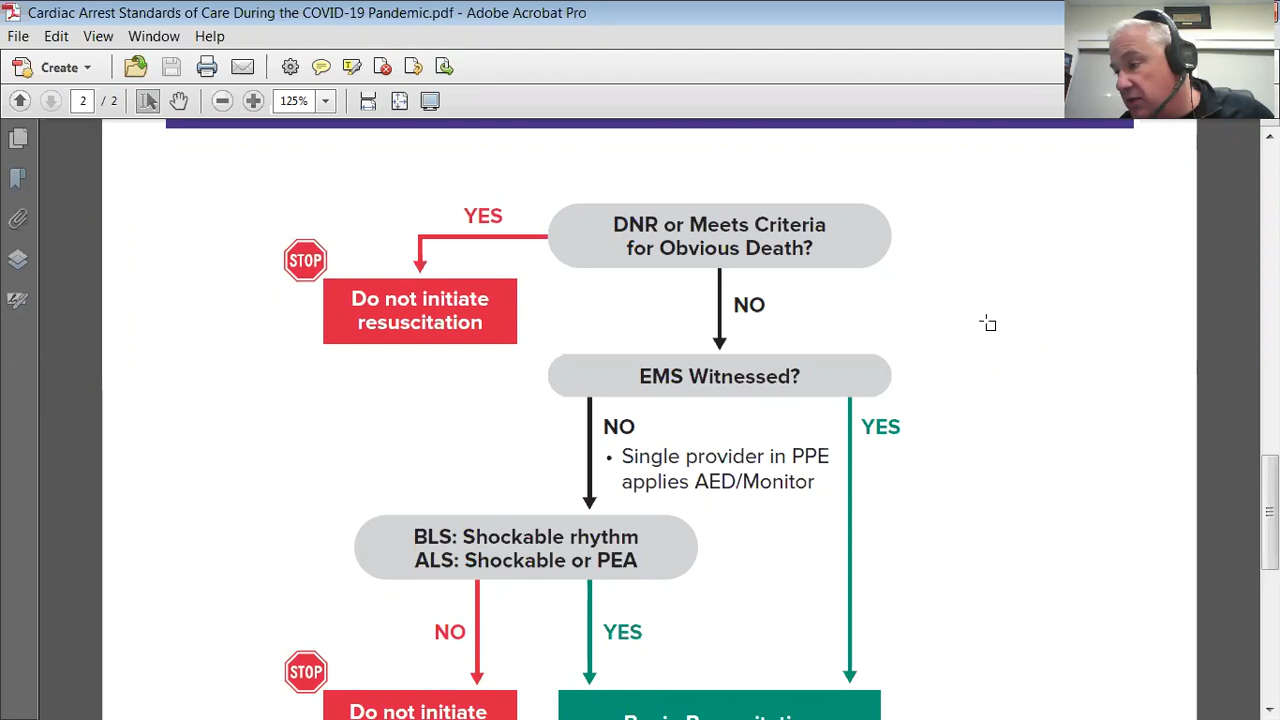 Cardiac Arrest Standards of Care During the COVID-19 Pandemic.pdf - Adobe Acrobat Pro
File Edit View Window Help
Create
2 / 2 125%
YES
DNR or Meets Criteria
for Obvious Death?
STOP
Do not initiate
resuscitation
NO
EMS Witnessed?
NO
YES
• Single provider in PPE
applies AED/Monitor
BLS: Shockable rhythm
ALS: Shockable or PEA
NO
YES
STOP
Do not initiate